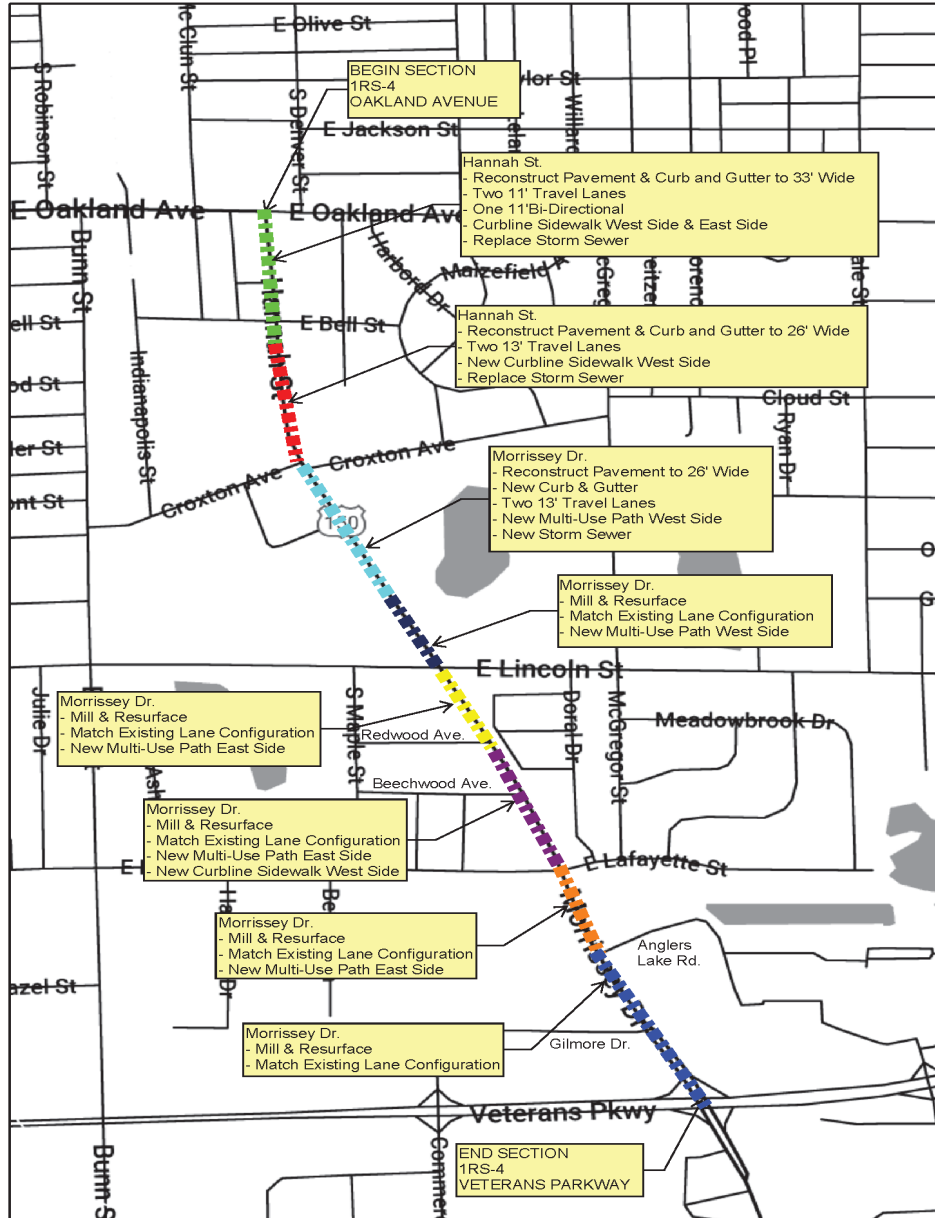 E Olive St
Mc Clun St
S Robinson St
BEGIN SECTION
1RS-4
OAKLAND AVENUE
S Denver St
E Jackson St
Willard
Hannah St.
- Reconstruct Pavement & Curb and Gutter to 33' Wide
- Two 11' Travel Lanes
- One 11'Bi-Directional
- Curbline Sidewalk West Side & East Side
- Replace Storm Sewer
E Oakland Ave
E Oakland Ave
Bunn St
Harbord Dr
Maizefield A
E Bell St
ell St
Hannah St.
- Reconstruct Pavement & Curb and Gutter to 26' Wide
- Two 13' Travel Lanes
- New Curbline Sidewalk West Side
- Replace Storm Sewer
od St
Indianapolis St
Cloud St
Ryan Dr
ler St
Croxton Ave
Croxton Ave
ont St
Morrissey Dr.
- Reconstruct Pavement to 26' Wide
- New Curb & Gutter
- Two 13' Travel Lanes
- New Multi-Use Path West Side
- New Storm Sewer
Morrissey Dr.
- Mill & Resurface
- Match Existing Lane Configuration
- New Multi-Use Path West Side
E Lincoln St
Julie Dr
S Maple St
Doral Dr
McGregor St
Meadowbrook Dr
Morrissey Dr.
- Mill & Resurface
- Match Existing Lane Configuration
- New Multi-Use Path East Side
Redwood Ave.
Beechwood Ave.
Ash
Morrissey Dr.
- Mill & Resurface
- Match Existing Lane Configuration
- New Multi-Use Path East Side
- New Curbline Sidewalk West Side
E Lafayette St
Morrissey Dr.
- Mill & Resurface
- Match Existing Lane Configuration
- New Multi-Use Path East Side
Anglers
Lake Rd.
azel St
Morrissey Dr.
- Mill & Resurface
- Match Existing Lane Configuration
Gilmore Dr.
Veterans Pkwy
END SECTION
1RS-4
VETERANS PARKWAY
Bunn S
Commer